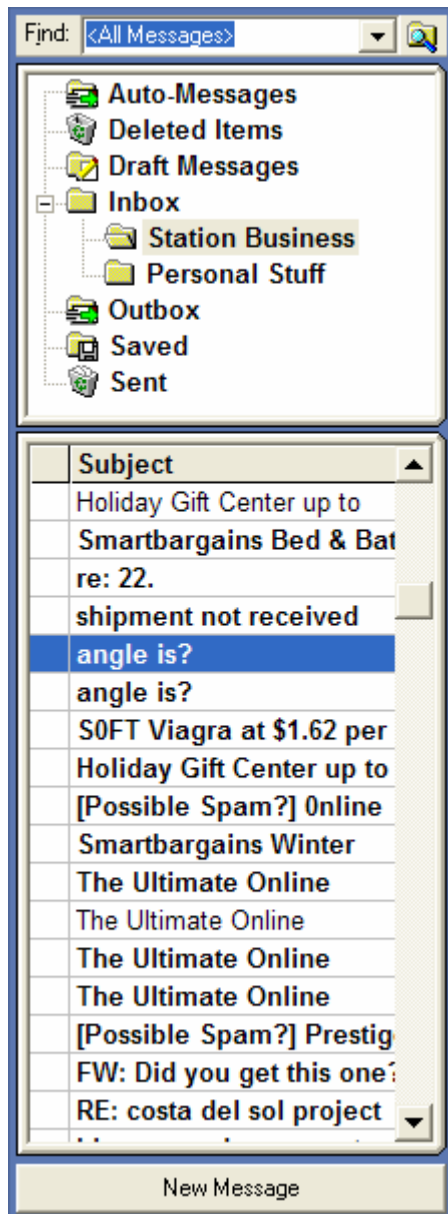 Find: <All Messages>
Auto-Messages
Deleted Items
Draft Messages
Inbox
Station Business
Personal Stuff
Outbox
Saved
Sent
Subject
Holiday Gift Center up to
Smartbargains Bed & Bat
re: 22.
shipment not received
angle is?
angle is?
S0FT Viagra at $1.62 per
Holiday Gift Center up to
[Possible Spam?] 0nline
Smartbargains Winter
The Ultimate Online
The Ultimate Online
The Ultimate Online
The Ultimate Online
[Possible Spam?] Prestig
FW: Did you get this one?
RE: costa del sol project
New Message